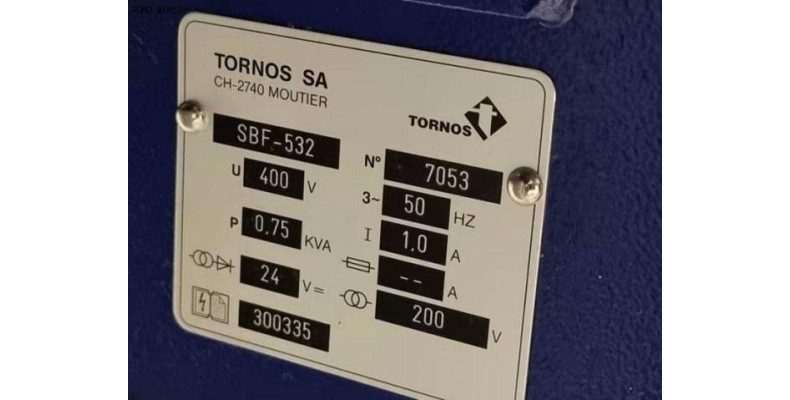 TORNOS SA
CH-2740 MOUTIER
TORNOS
SBF-532
Nº 7053
U 400 V
3~ 50 HZ
P 0.75 KVA
I 1.0 A
24 V=
-- A
300335
200 V